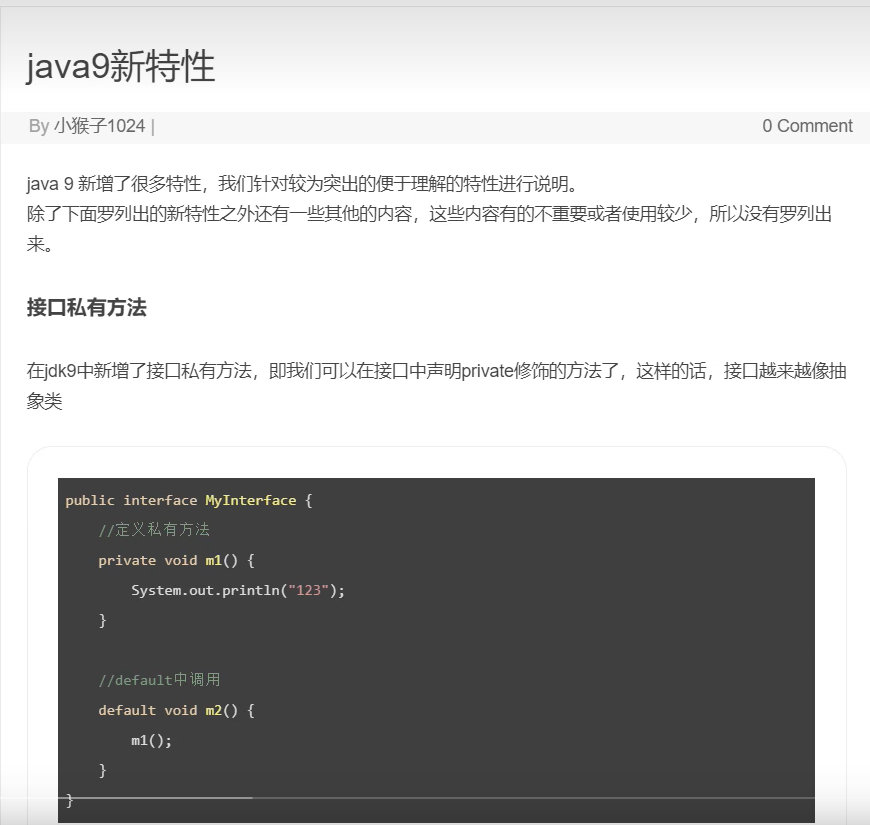 java9新特性
By 小猴子1024 |
0 Comment
java 9 新增了很多特性，我们针对较为突出的便于理解的特性进行说明。
除了下面罗列出的新特性之外还有一些其他的内容，这些内容有的不重要或者使用较少，所以没有罗列出
来。
接口私有方法
在jdk9中新增了接口私有方法，即我们可以在接口中声明private修饰的方法了，这样的话，接口越来越像抽
象类
public interface MyInterface {
    //定义私有方法
    private void m1() {
        System.out.println("123");
    }
    //default中调用
    default void m2() {
        m1();
    }
}